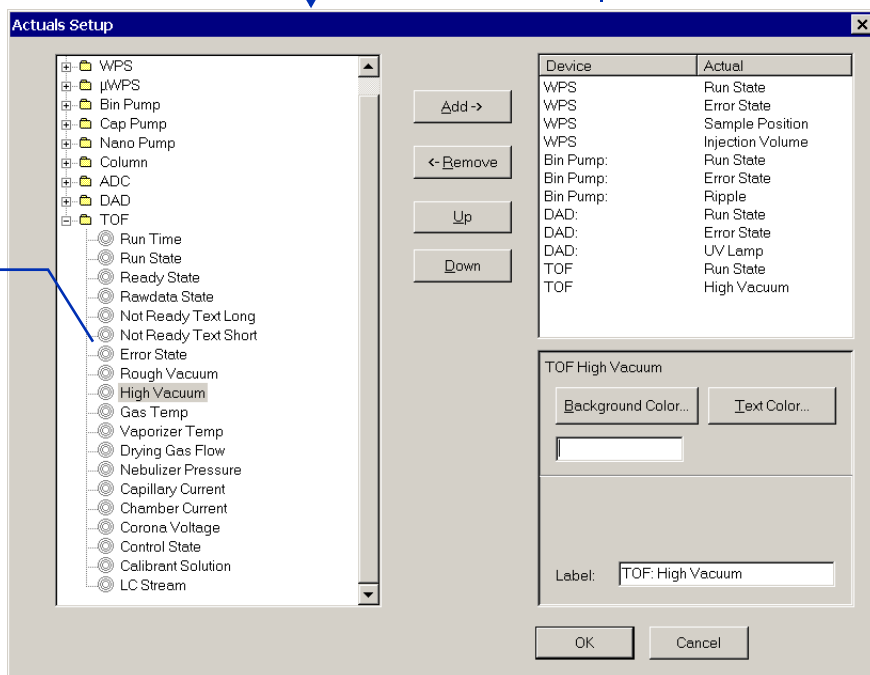 Actuals Setup
WPS
µWPS
Bin Pump
Cap Pump
Nano Pump
Column
ADC
DAD
TOF
Run Time
Run State
Ready State
Rawdata State
Not Ready Text Long
Not Ready Text Short
Error State
Rough Vacuum
High Vacuum
Gas Temp
Vaporizer Temp
Drying Gas Flow
Nebulizer Pressure
Capillary Current
Chamber Current
Corona Voltage
Control State
Calibrant Solution
LC Stream
Add ->
<- Remove
Up
Down
Device Actual
WPS Run State
WPS Error State
WPS Sample Position
WPS Injection Volume
Bin Pump: Run State
Bin Pump: Error State
Bin Pump: Ripple
DAD: Run State
DAD: Error State
DAD: UV Lamp
TOF Run State
TOF High Vacuum
TOF High Vacuum
Background Color... Text Color...
Label: TOF: High Vacuum
OK Cancel